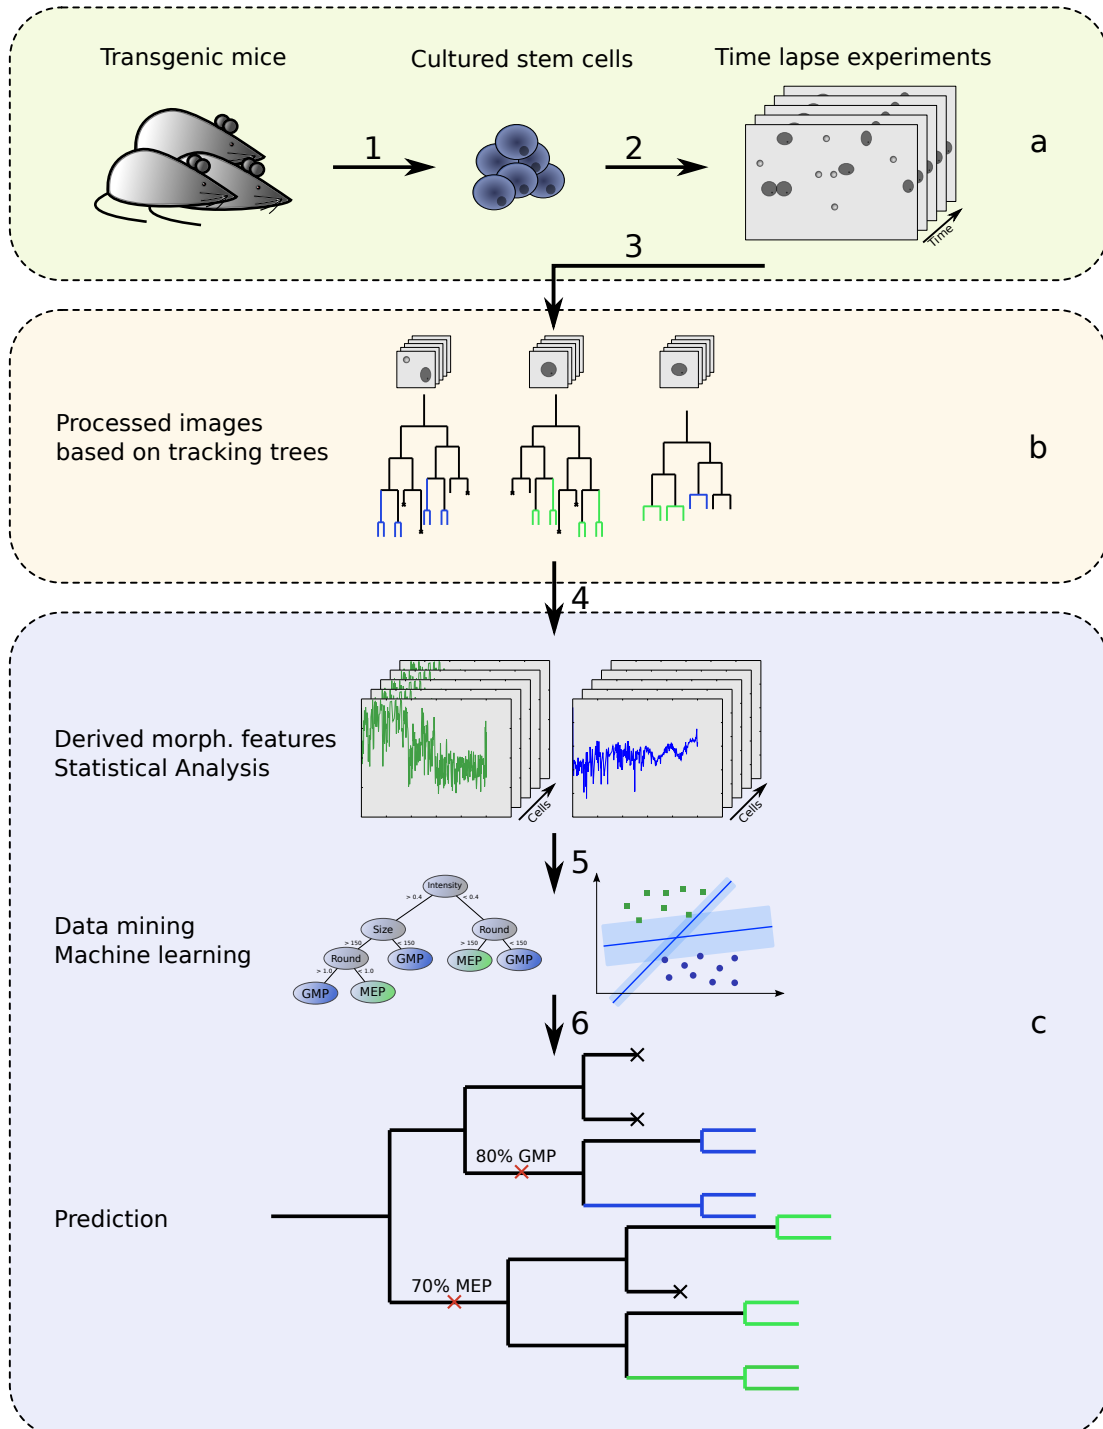 Transgenic mice
Cultured stem cells
Time lapse experiments
1
2
a
Time
3
Processed images
based on tracking trees
b
4
Derived morph. features
Statistical Analysis
Cells
Cells
5
Data mining
Machine learning
Intensity
> 0.4
< 0.4
Size
Round
> 150
< 150
> 150
< 150
Round
GMP
MEP
GMP
> 1.0
< 1.0
GMP
MEP
6
c
80% GMP
Prediction
70% MEP